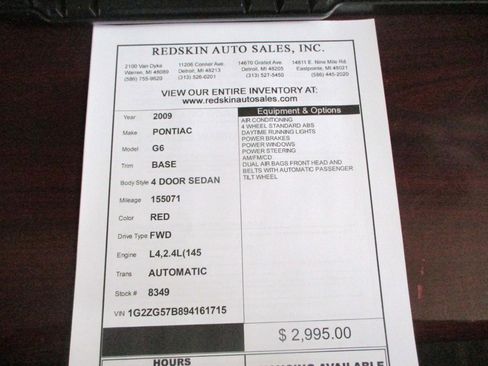 REDSKIN AUTO SALES, INC.
2100 Van Dyke 11206 Conner Ave. 14670 Gratiot Ave. 14811 E. Nine Mile Rd
Warren, MI 48089 Detroit, MI 48213 Detroit, MI 48205 Eastpointe, MI 48021
(586) 755-9620 (313) 526-0201 (313) 527-5450 (586) 445-2020
VIEW OUR ENTIRE INVENTORY AT:
www.redskinautosales.com
Year 2009
Make PONTIAC
Model G6
Trim BASE
Body Style 4 DOOR SEDAN
Mileage 155071
Color RED
Drive Type FWD
Engine L4,2.4L(145
Trans AUTOMATIC
Stock # 8349
VIN 1G2ZG57B894161715
Equipment & Options
AIR CONDITIONING
4 WHEEL STANDARD ABS
DAYTIME RUNNING LIGHTS
POWER BRAKES
POWER WINDOWS
POWER STEERING
AM/FM/CD
DUAL AIR BAGS FRONT HEAD AND
BELTS WITH AUTOMATIC PASSENGER
TILT WHEEL
$ 2,995.00
HOURS
AVAILABLE